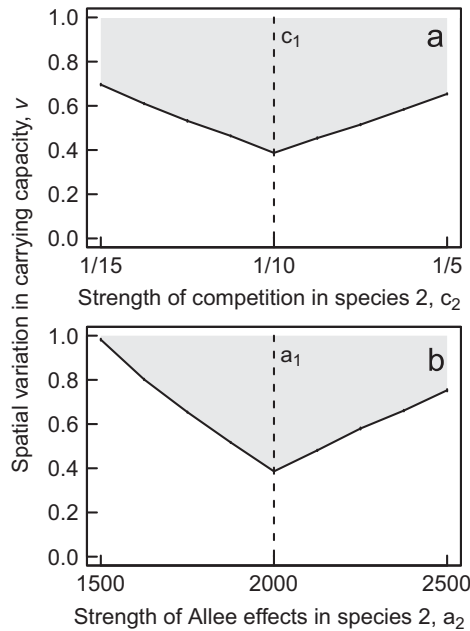 1.0
c1
a
0.8
0.6
0.4
0.2
0.0
1/15 1/10 1/5
Strength of competition in species 2, c2
Spatial variation in carrying capacity, v
1.0
a1
b
0.8
0.6
0.4
0.2
0.0
1500 2000 2500
Strength of Allee effects in species 2, a2